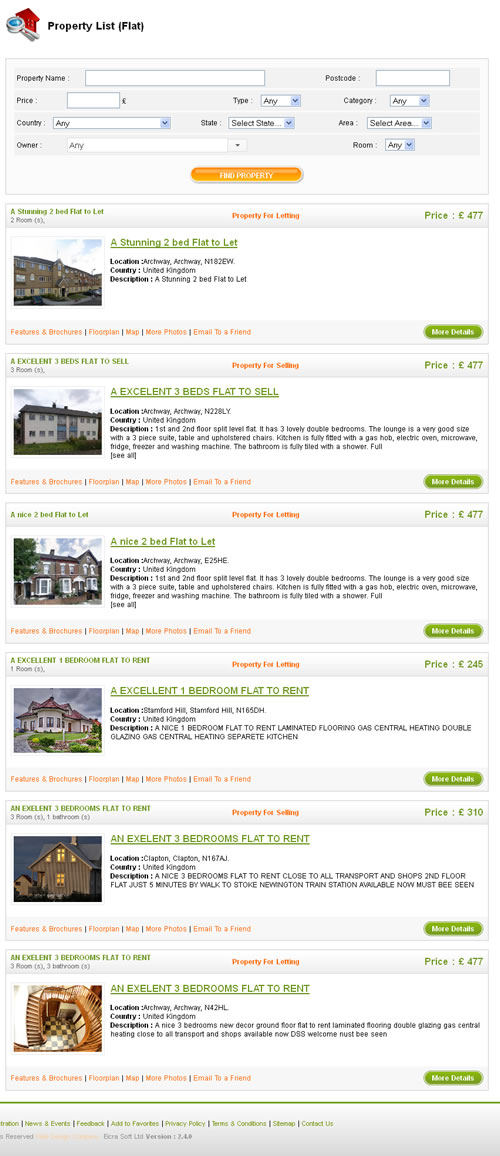 Property List (Flat)
Property Name :
Postcode :
Price : £
Type : Any
Category : Any
Country : Any
State : Select State...
Area : Select Area...
Owner : Any
Room : Any
FIND PROPERTY
A Stunning 2 bed Flat to Let
2 Room (s),
Property For Letting
Price : £ 477
A Stunning 2 bed Flat to Let
Location :Archway, Archway, N182EW.
Country : United Kingdom
Description : A Stunning 2 bed Flat to Let
Features & Brochures | Floorplan | Map | More Photos | Email To a Friend
More Details
A EXCELENT 3 BEDS FLAT TO SELL
3 Room (s),
Property For Selling
Price : £ 477
A EXCELENT 3 BEDS FLAT TO SELL
Location :Archway, Archway, N228LY.
Country : United Kingdom
Description : 1st and 2nd floor split level flat. It has 3 lovely double bedrooms. The lounge is a very good size
with a 3 piece suite, table and upholstered chairs. Kitchen is fully fitted with a gas hob, electric oven, microwave,
fridge, freezer and washing machine. The bathroom is fully tiled with a shower. Full
[see all]
Features & Brochures | Floorplan | Map | More Photos | Email To a Friend
More Details
A nice 2 bed Flat to Let
Property For Letting
Price : £ 477
A nice 2 bed Flat to Let
Location :Archway, Archway, E25HE.
Country : United Kingdom
Description : 1st and 2nd floor split level flat. It has 3 lovely double bedrooms. The lounge is a very good size
with a 3 piece suite, table and upholstered chairs. Kitchen is fully fitted with a gas hob, electric oven, microwave,
fridge, freezer and washing machine. The bathroom is fully tiled with a shower. Full
[see all]
Features & Brochures | Floorplan | Map | More Photos | Email To a Friend
More Details
A EXCELLENT 1 BEDROOM FLAT TO RENT
1 Room (s),
Property For Letting
Price : £ 245
A EXCELLENT 1 BEDROOM FLAT TO RENT
Location :Stamford Hill, Stamford Hill, N165DH.
Country : United Kingdom
Description : A NICE 1 BEDROOM FLAT TO RENT LAMINATED FLOORING GAS CENTRAL HEATING DOUBLE
GLAZING GAS CENTRAL HEATING SEPARETE KITCHEN
Features & Brochures | Floorplan | Map | More Photos | Email To a Friend
More Details
AN EXELENT 3 BEDROOMS FLAT TO RENT
3 Room (s), 1 bathroom (s)
Property For Selling
Price : £ 310
AN EXELENT 3 BEDROOMS FLAT TO RENT
Location :Clapton, Clapton, N167AJ.
Country : United Kingdom
Description : A NICE 3 BEDROOMS FLAT TO RENT CLOSE TO ALL TRANSPORT AND SHOPS 2ND FLOOR
FLAT JUST 5 MINUTES BY WALK TO STOKE NEWINGTON TRAIN STATION AVAILABLE NOW MUST BEE SEEN
Features & Brochures | Floorplan | Map | More Photos | Email To a Friend
More Details
AN EXELENT 3 BEDROOMS FLAT TO RENT
3 Room (s), 3 bathroom (s)
Property For Letting
Price : £ 477
AN EXELENT 3 BEDROOMS FLAT TO RENT
Location :Archway, Archway, N42HL.
Country : United Kingdom
Description : A nice 3 bedrooms new decor ground floor flat to rent laminated flooring double glazing gas central
heating close to all transport and shops available now DSS welcome nust bee seen
Features & Brochures | Floorplan | Map | More Photos | Email To a Friend
More Details
tration | News & Events | Feedback | Add to Favorites | Privacy Policy | Terms & Conditions | Sitemap | Contact Us
s Reserved Eicra Soft Ltd Version : 2.4.0